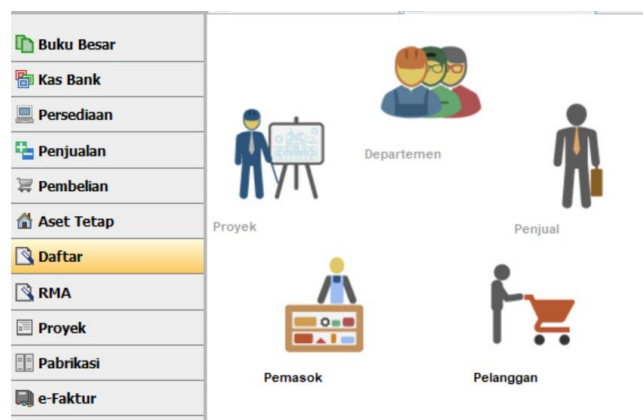 Buku Besar
Kas Bank
Persediaan
Penjualan
Pembelian
Aset Tetap
Daftar
RMA
Proyek
Pabrikasi
e-Faktur
Departemen
Proyek
Penjual
Pemasok
Pelanggan